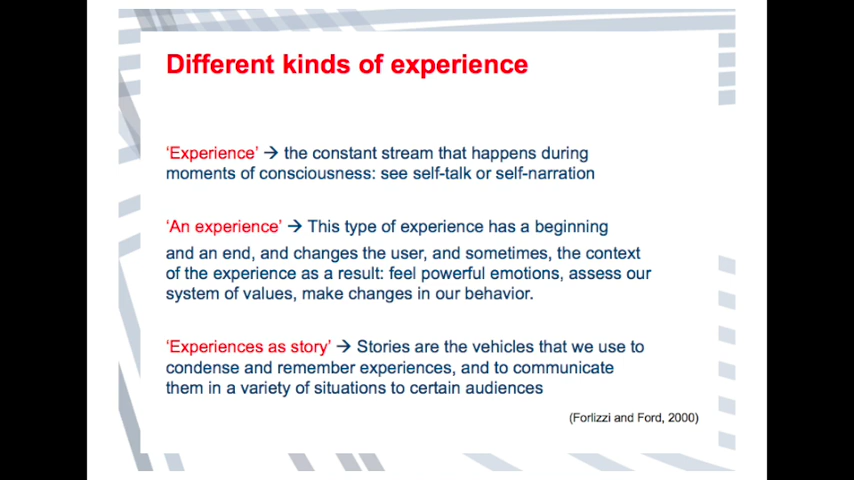 Different kinds of experience
‘Experience’ → the constant stream that happens during
moments of consciousness: see self-talk or self-narration
‘An experience’ → This type of experience has a beginning
and an end, and changes the user, and sometimes, the context
of the experience as a result: feel powerful emotions, assess our
system of values, make changes in our behavior.
‘Experiences as story’ → Stories are the vehicles that we use to
condense and remember experiences, and to communicate
them in a variety of situations to certain audiences
(Forlizzi and Ford, 2000)